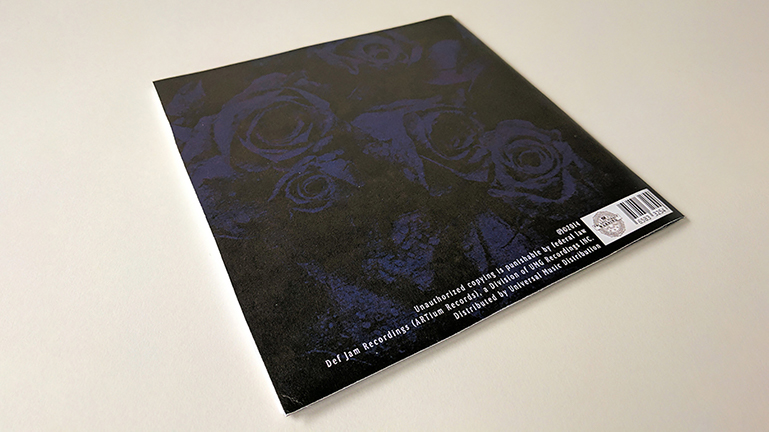 ℗©2014
Unauthorized copying is punishable by federal law
Def Jam Recordings (ARTium Records), a Division of UMG Recordings INC.
Distributed by Universal Music Distribution